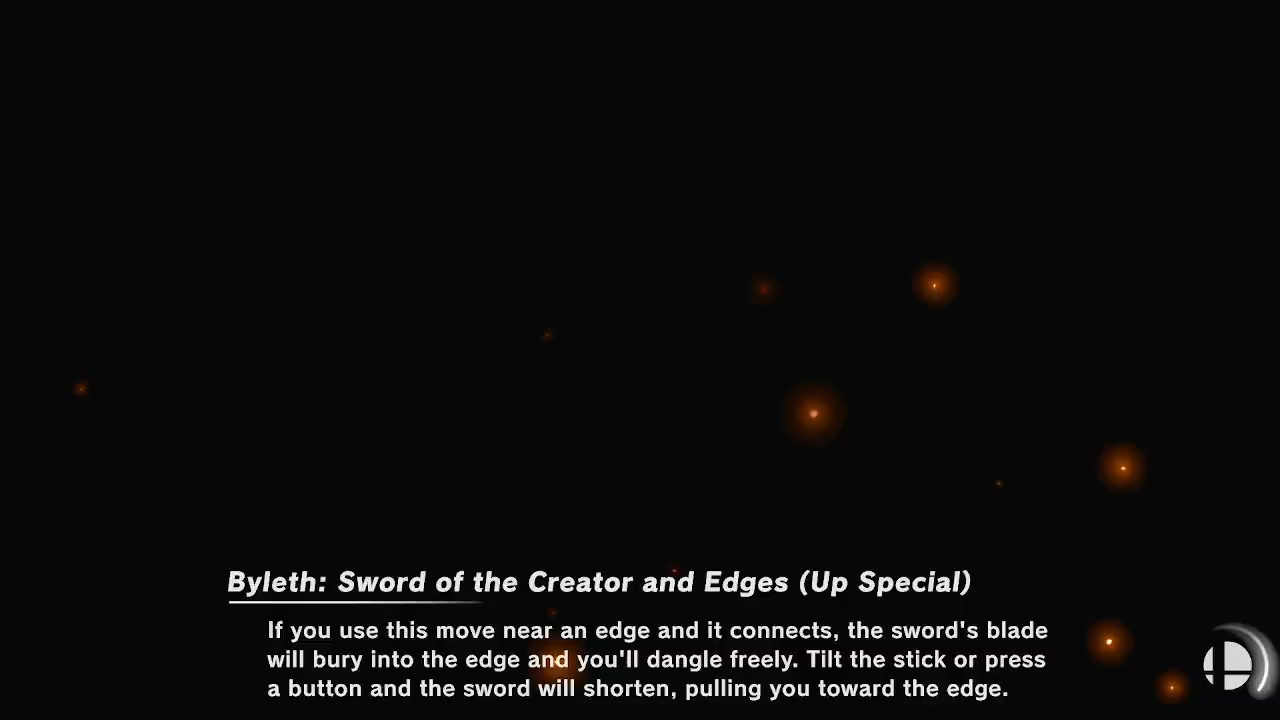 Byleth: Sword of the Creator and Edges (Up Special)
If you use this move near an edge and it connects, the sword's blade
will bury into the edge and you'll dangle freely. Tilt the stick or press
a button and the sword will shorten, pulling you toward the edge.